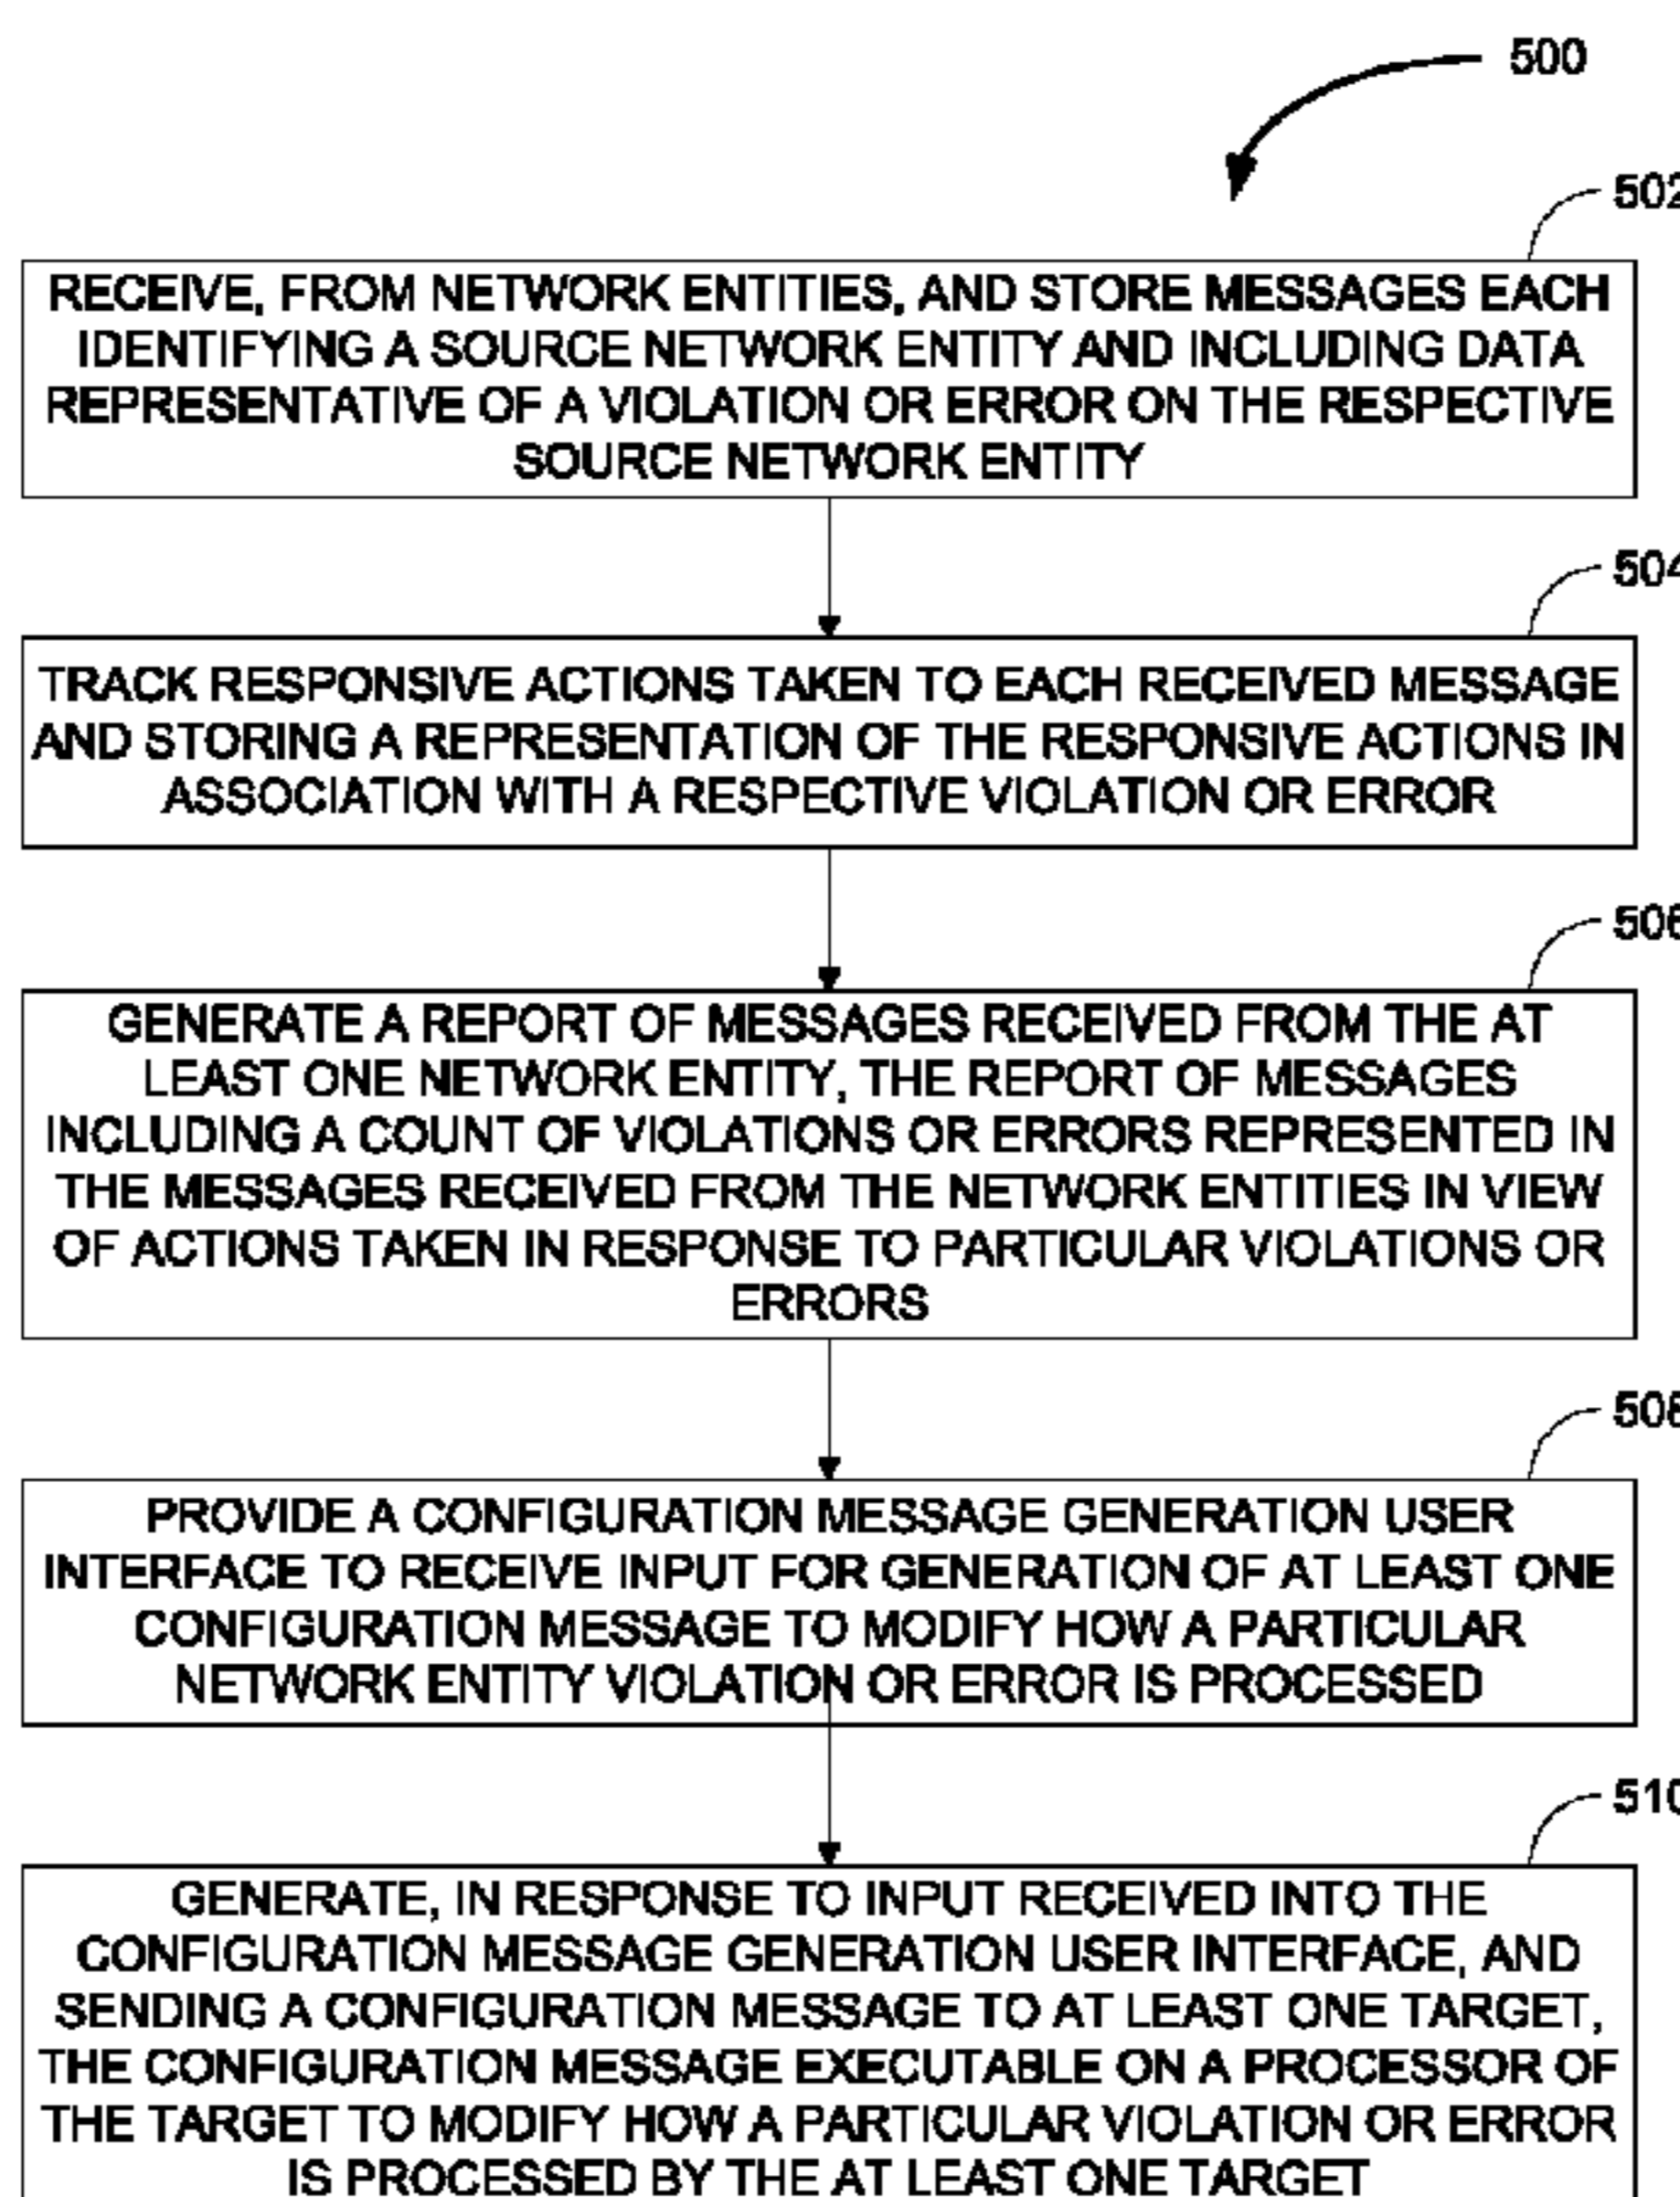 500
502
RECEIVE, FROM NETWORK ENTITIES, AND STORE MESSAGES EACH
IDENTIFYING A SOURCE NETWORK ENTITY AND INCLUDING DATA
REPRESENTATIVE OF A VIOLATION OR ERROR ON THE RESPECTIVE
SOURCE NETWORK ENTITY
504
TRACK RESPONSIVE ACTIONS TAKEN TO EACH RECEIVED MESSAGE
AND STORING A REPRESENTATION OF THE RESPONSIVE ACTIONS IN
ASSOCIATION WITH A RESPECTIVE VIOLATION OR ERROR
506
GENERATE A REPORT OF MESSAGES RECEIVED FROM THE AT
LEAST ONE NETWORK ENTITY, THE REPORT OF MESSAGES
INCLUDING A COUNT OF VIOLATIONS OR ERRORS REPRESENTED IN
THE MESSAGES RECEIVED FROM THE NETWORK ENTITIES IN VIEW
OF ACTIONS TAKEN IN RESPONSE TO PARTICULAR VIOLATIONS OR
ERRORS
508
PROVIDE A CONFIGURATION MESSAGE GENERATION USER
INTERFACE TO RECEIVE INPUT FOR GENERATION OF AT LEAST ONE
CONFIGURATION MESSAGE TO MODIFY HOW A PARTICULAR
NETWORK ENTITY VIOLATION OR ERROR IS PROCESSED
510
GENERATE, IN RESPONSE TO INPUT RECEIVED INTO THE
CONFIGURATION MESSAGE GENERATION USER INTERFACE, AND
SENDING A CONFIGURATION MESSAGE TO AT LEAST ONE TARGET,
THE CONFIGURATION MESSAGE EXECUTABLE ON A PROCESSOR OF
THE TARGET TO MODIFY HOW A PARTICULAR VIOLATION OR ERROR
IS PROCESSED BY THE AT LEAST ONE TARGET